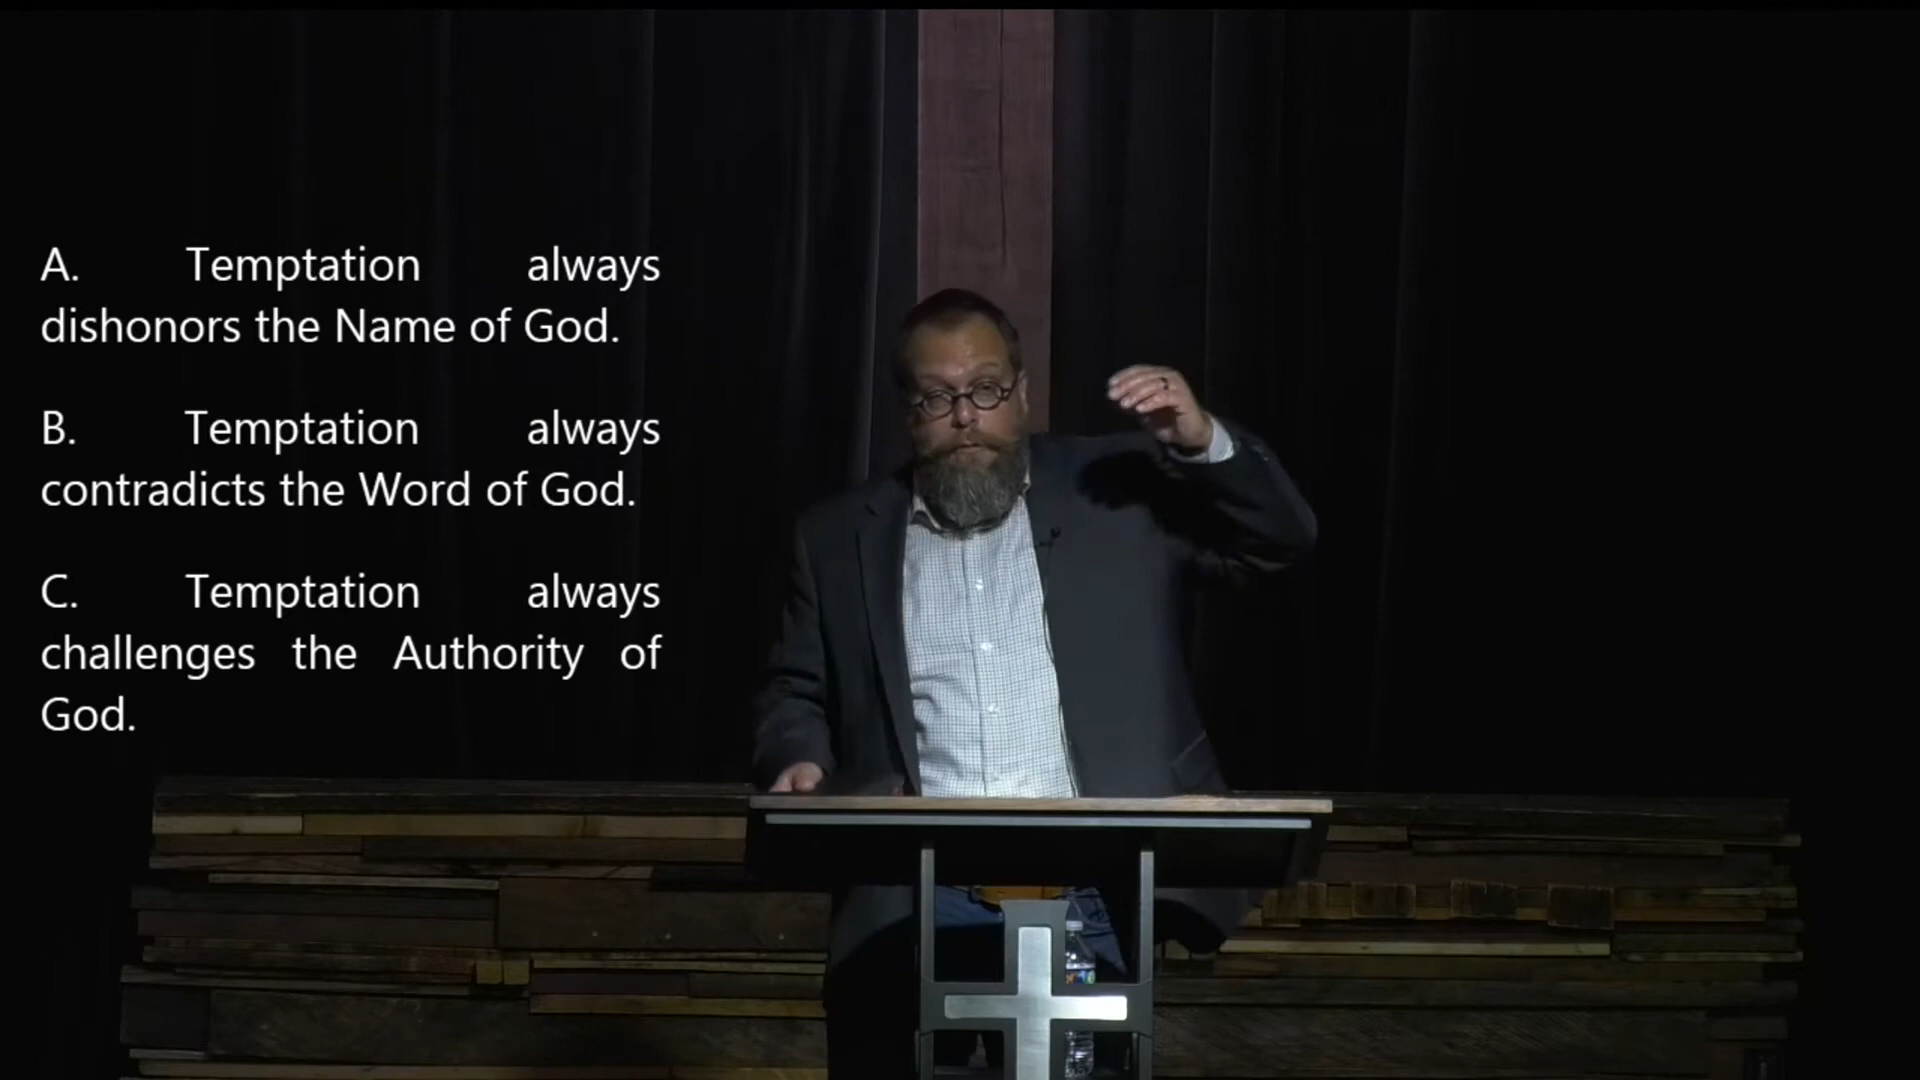 A. Temptation always
dishonors the Name of God.
B. Temptation always
contradicts the Word of God.
C. Temptation always
challenges the Authority of
God.